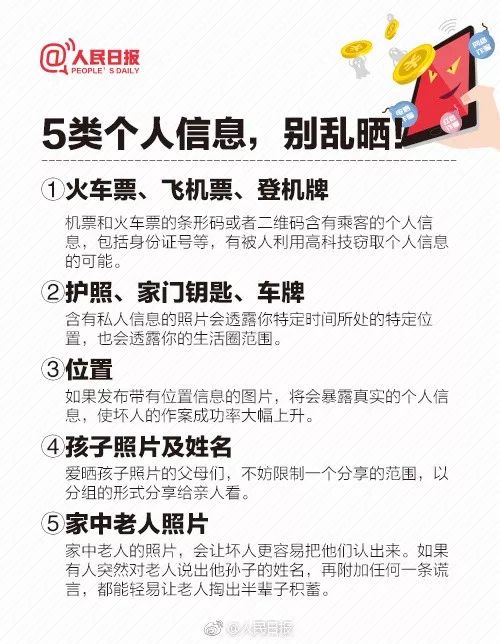 @人民日报
PEOPLE'S DAILY
5类个人信息，别乱晒!
①火车票、飞机票、登机牌
机票和火车票的条形码或者二维码含有乘客的个人信
息，包括身份证号等，有被人利用高科技窃取个人信息
的可能。
②护照、家门钥匙、车牌
含有私人信息的照片会透露你特定时间所处的特定位
置，也会透露你的生活圈范围。
③位置
如果发布带有位置信息的图片，将会暴露真实的个人信
息，使坏人的作案成功率大幅上升。
④孩子照片及姓名
爱晒孩子照片的父母们，不妨限制一个分享的范围，以
分组的形式分享给亲人看。
⑤家中老人照片
家中老人的照片，会让坏人更容易把他们认出来。如果
有人突然对老人说出他孙子的姓名，再附加任何一条谎
言，都能轻易让老人掏出半辈子积蓄。
@人民日报